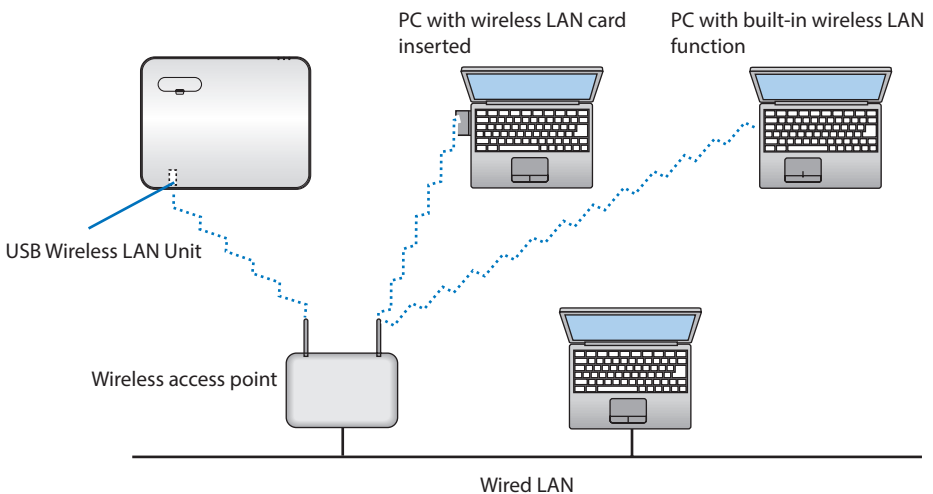 PC with wireless LAN card
inserted
PC with built-in wireless LAN
function
USB Wireless LAN Unit
Wireless access point
Wired LAN